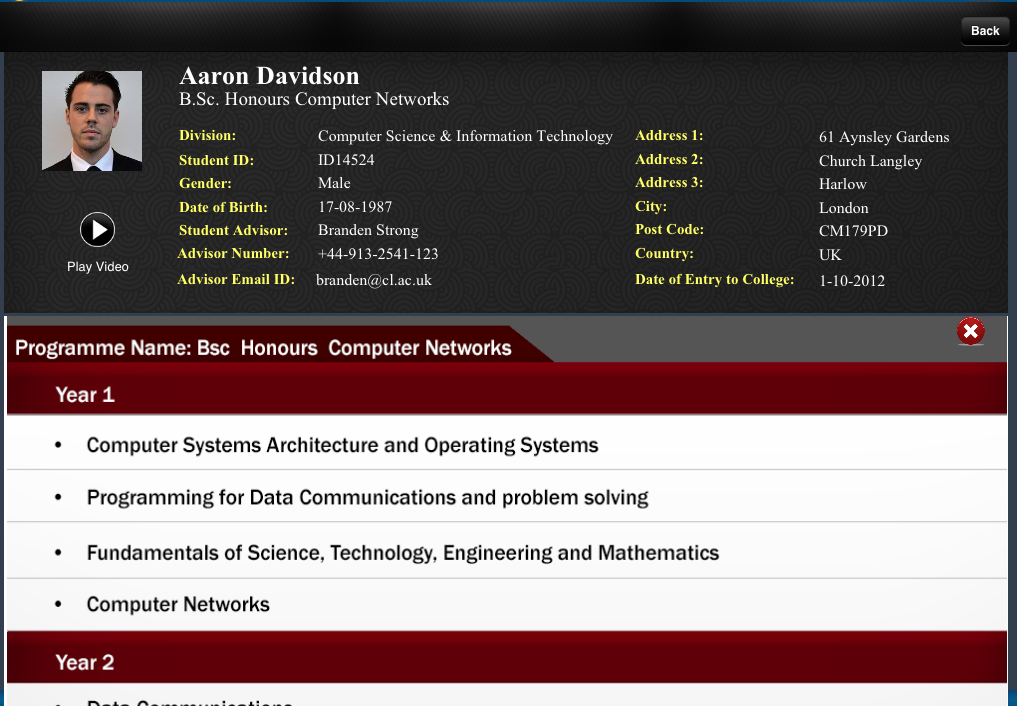 Back
Aaron Davidson
B.Sc. Honours Computer Networks
Division: Computer Science & Information Technology
Student ID: ID14524
Gender: Male
Date of Birth: 17-08-1987
Student Advisor: Branden Strong
Advisor Number: +44-913-2541-123
Advisor Email ID: branden@cl.ac.uk
Address 1: 61 Aynsley Gardens
Address 2: Church Langley
Address 3: Harlow
City: London
Post Code: CM179PD
Country: UK
Date of Entry to College: 1-10-2012
Play Video
Programme Name: Bsc Honours Computer Networks
Year 1
• Computer Systems Architecture and Operating Systems
• Programming for Data Communications and problem solving
• Fundamentals of Science, Technology, Engineering and Mathematics
• Computer Networks
Year 2
• Data Communications